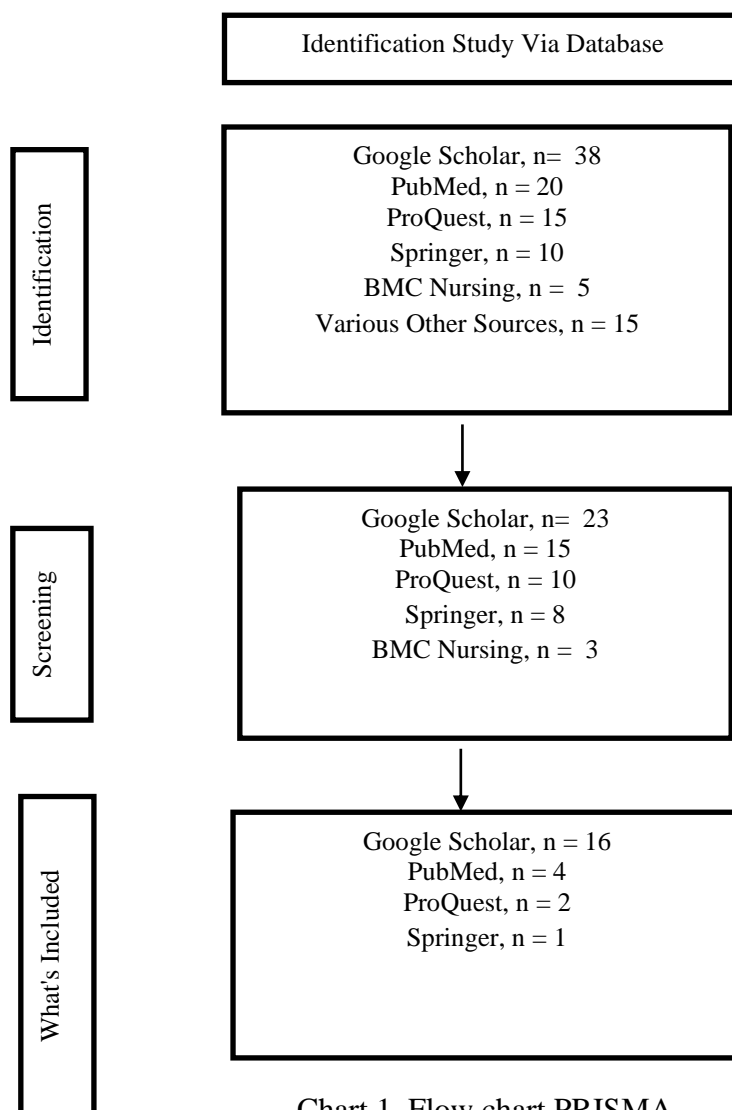 Identification Study Via Database
Identification
Google Scholar, n= 38
PubMed, n = 20
ProQuest, n = 15
Springer, n = 10
BMC Nursing, n = 5
Various Other Sources, n = 15
Screening
Google Scholar, n= 23
PubMed, n = 15
ProQuest, n = 10
Springer, n = 8
BMC Nursing, n = 3
What's Included
Google Scholar, n = 16
PubMed, n = 4
ProQuest, n = 2
Springer, n = 1
Chart 1. Flow chart PRISMA